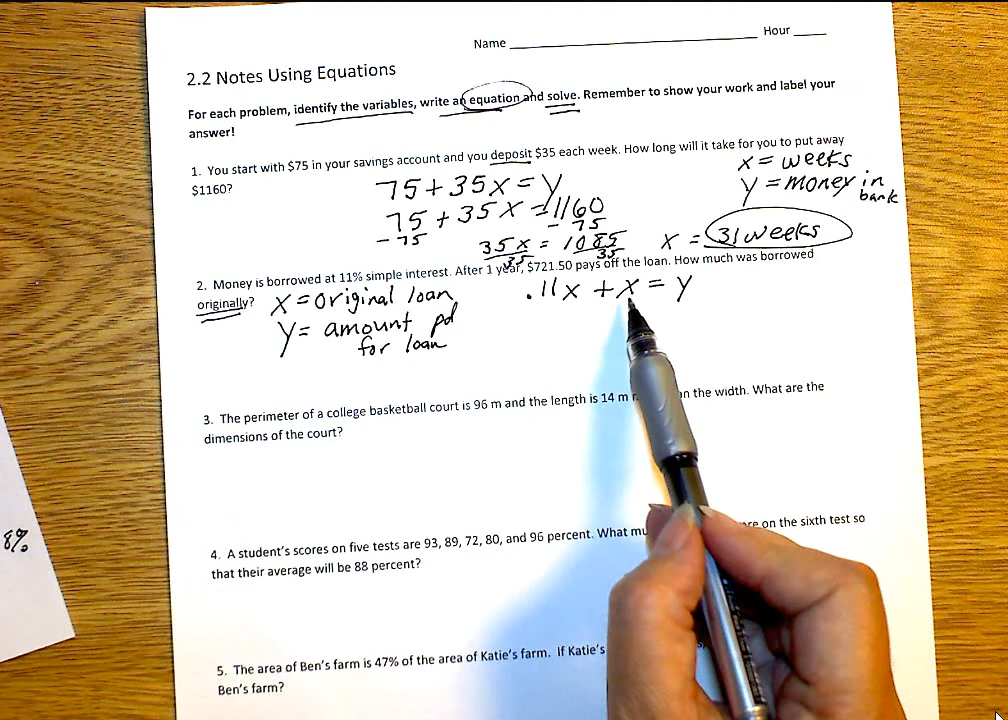 Name ____________ Hour ____
2.2 Notes Using Equations
For each problem, identify the variables, write an equation and solve. Remember to show your work and label your
answer!
1. You start with $75 in your savings account and you deposit $35 each week. How long will it take for you to put away
$1160?
x = weeks
y = money in
bank
75 + 35x = y
75 + 35x = 1160
-75 -75
35x = 1085
35 35
x = 31 weeks
2. Money is borrowed at 11% simple interest. After 1 year, $721.50 pays off the loan. How much was borrowed
originally?
x = original loan
y = amount pd
for loan
.11x + x = y
3. The perimeter of a college basketball court is 96 m and the length is 14 m an the width. What are the
dimensions of the court?
4. A student's scores on five tests are 93, 89, 72, 80, and 96 percent. What mu re on the sixth test so
that their average will be 88 percent?
5. The area of Ben's farm is 47% of the area of Katie's farm. If Katie's
Ben's farm?
8%